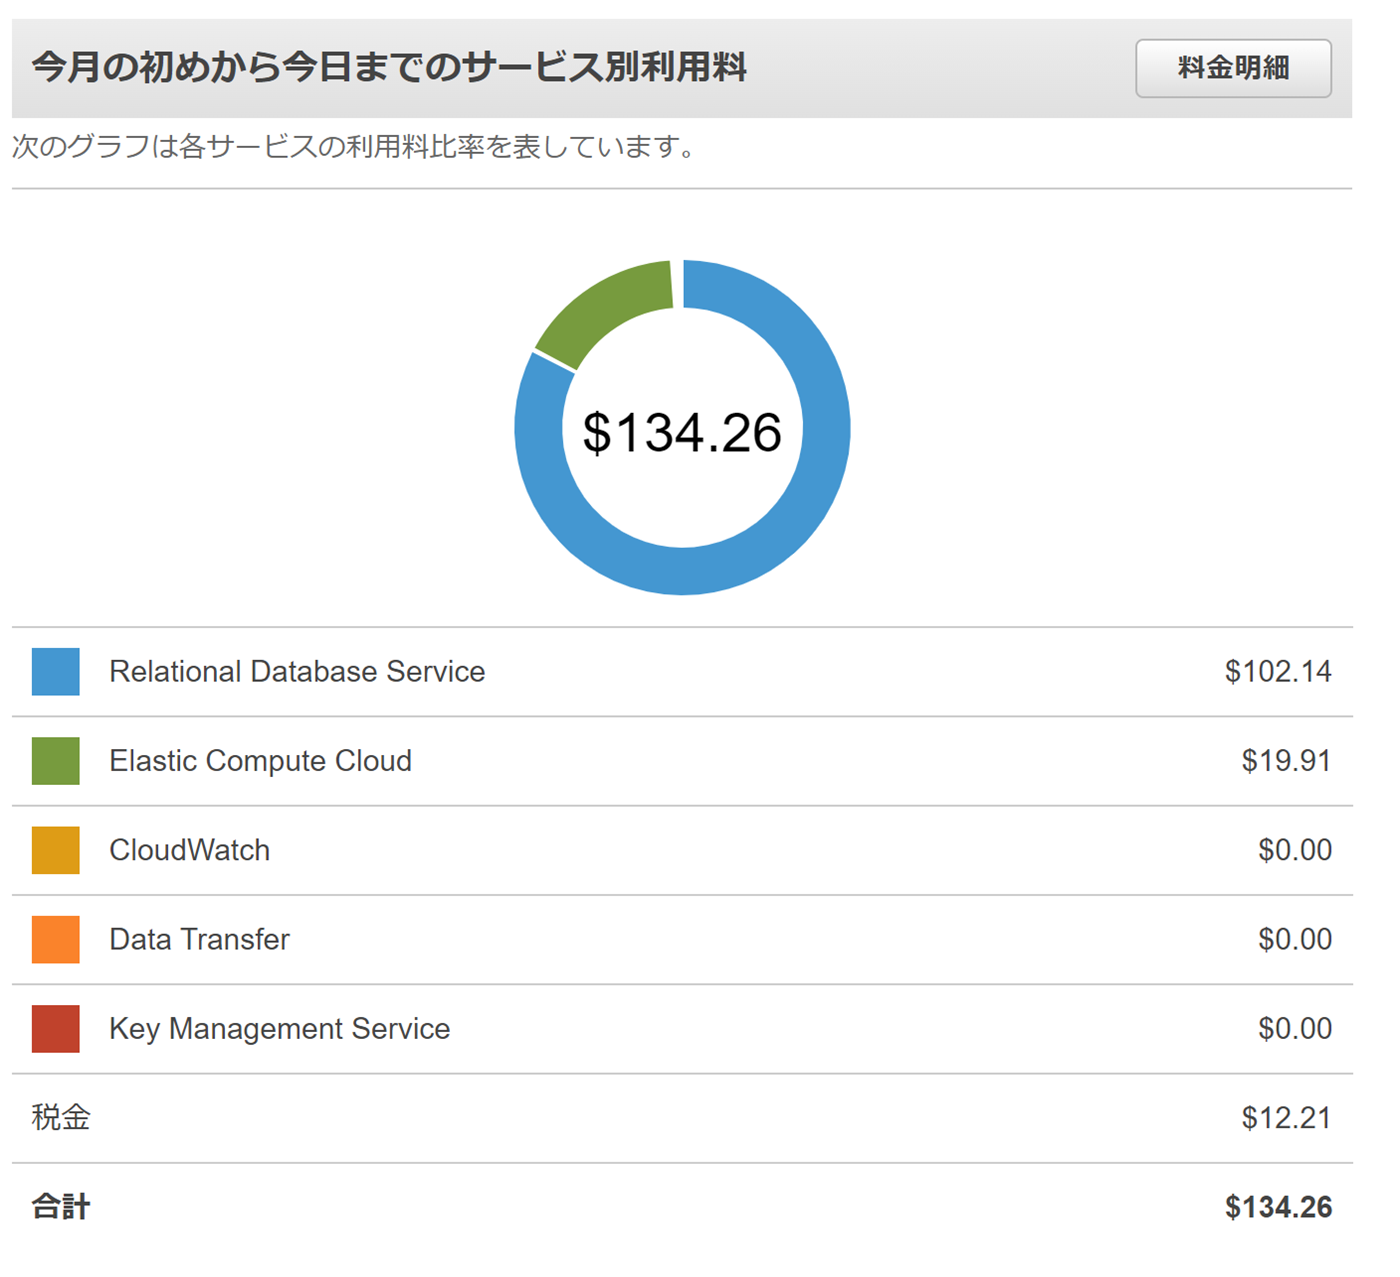 今月の初めから今日までのサービス別利用料
料金明細
次のグラフは各サービスの利用料比率を表しています。
$134.26
Relational Database Service $102.14
Elastic Compute Cloud $19.91
CloudWatch $0.00
Data Transfer $0.00
Key Management Service $0.00
税金 $12.21
合計 $134.26